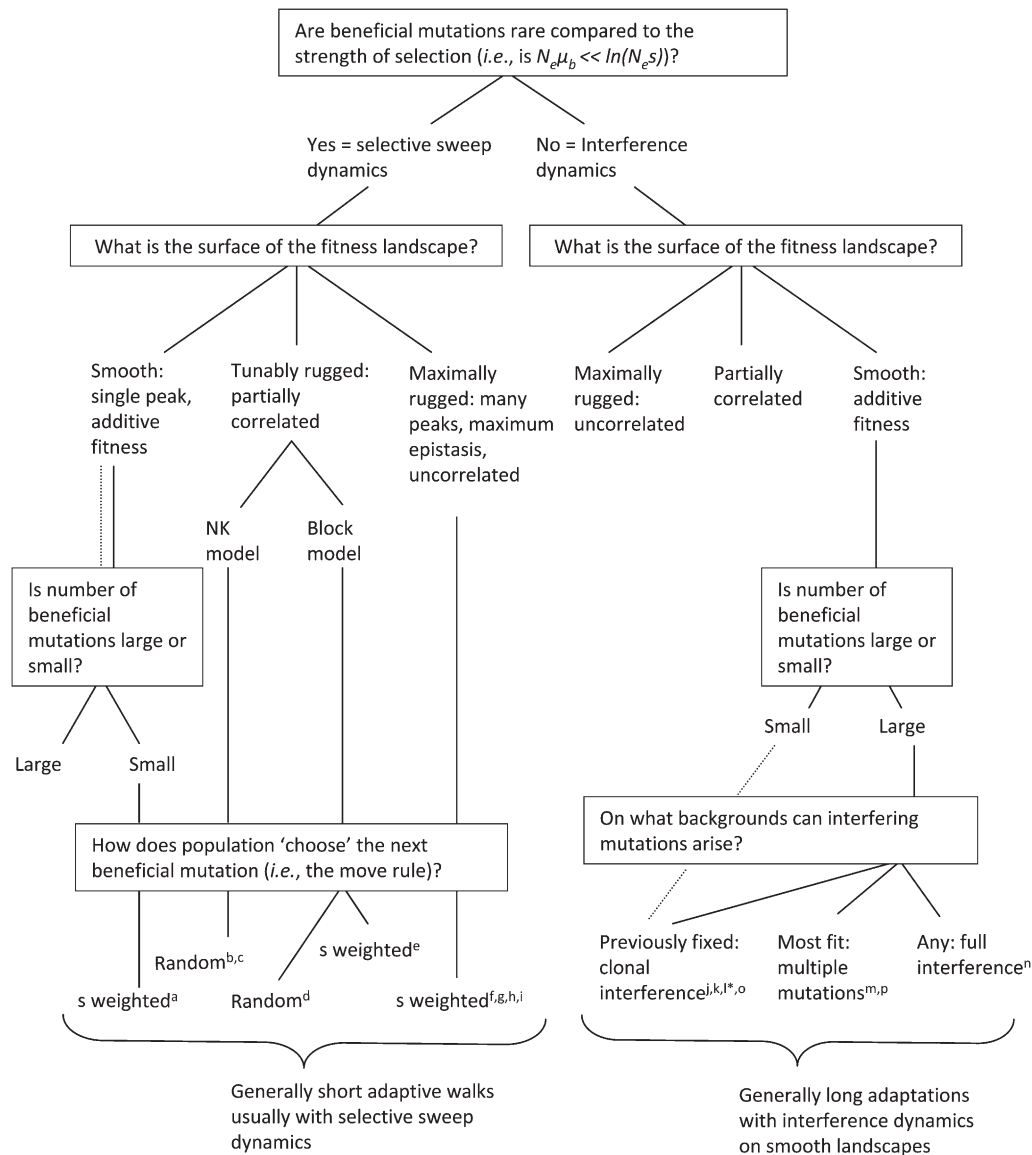 Are beneficial mutations rare compared to the
strength of selection (i.e., is Neμb << ln(Nes))?
Yes = selective sweep
dynamics
No = Interference
dynamics
What is the surface of the fitness landscape?
What is the surface of the fitness landscape?
Smooth:
single peak,
additive
fitness
Tunably rugged:
partially
correlated
Maximally
rugged: many
peaks, maximum
epistasis,
uncorrelated
Maximally
rugged:
uncorrelated
Partially
correlated
Smooth:
additive
fitness
NK
model
Block
model
Is number of
beneficial
mutations large or
small?
Is number of
beneficial
mutations large or
small?
Large
Small
Small
Large
How does population ‘choose’ the next
beneficial mutation (i.e., the move rule)?
On what backgrounds can interfering
mutations arise?
s weighteda
Randomb,c
Randomd
s weightede
s weightedf,g,h,i
Previously fixed:
clonal
interferencej,k,l*,o
Most fit:
multiple
mutationsm,p
Any: full
interferencen
Generally short adaptive walks
usually with selective sweep
dynamics
Generally long adaptations
with interference dynamics
on smooth landscapes